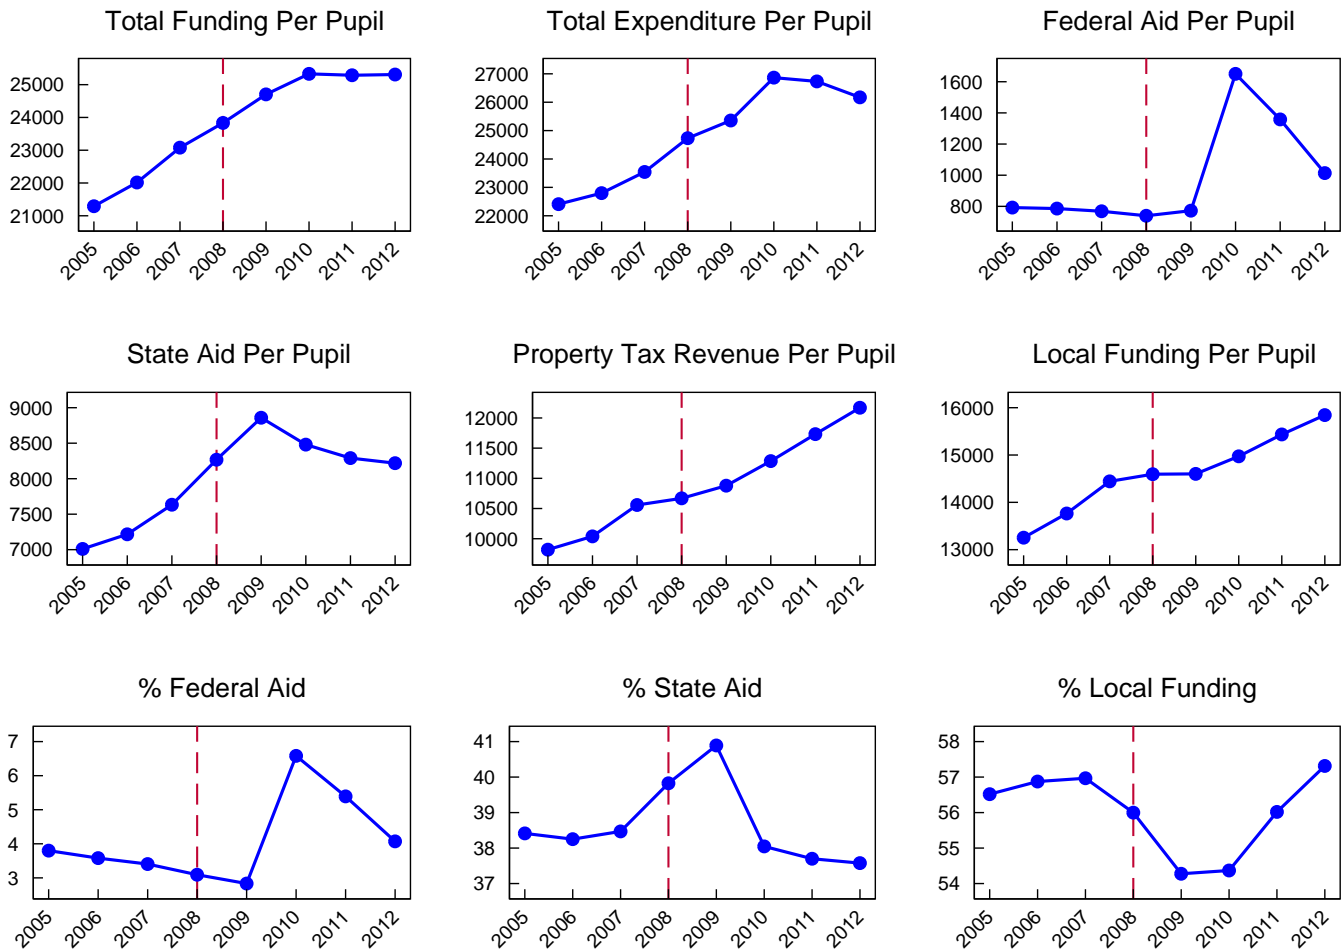 Total Funding Per Pupil
25000
24000
23000
22000
21000
2005 2006 2007 2008 2009 2010 2011 2012
Total Expenditure Per Pupil
27000
26000
25000
24000
23000
22000
2005 2006 2007 2008 2009 2010 2011 2012
Federal Aid Per Pupil
1600
1400
1200
1000
800
2005 2006 2007 2008 2009 2010 2011 2012
State Aid Per Pupil
9000
8500
8000
7500
7000
2005 2006 2007 2008 2009 2010 2011 2012
Property Tax Revenue Per Pupil
12000
11500
11000
10500
10000
2005 2006 2007 2008 2009 2010 2011 2012
Local Funding Per Pupil
16000
15000
14000
13000
2005 2006 2007 2008 2009 2010 2011 2012
% Federal Aid
7
6
5
4
3
2005 2006 2007 2008 2009 2010 2011 2012
% State Aid
41
40
39
38
37
2005 2006 2007 2008 2009 2010 2011 2012
% Local Funding
58
57
56
55
54
2005 2006 2007 2008 2009 2010 2011 2012